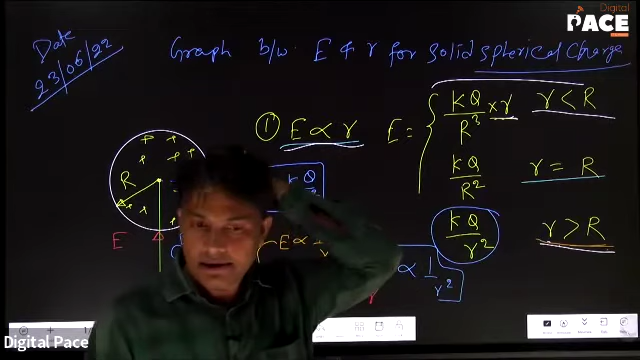 Digital
PACE
Date
23/06/22
Graph b/w. E & r for solid spherical charge
① E ∝ r
E =
KQ/R³ × r r < R
KQ/R² r = R
KQ/r² r > R
R
E
E ∝
∝ 1/r²
Digital Pace